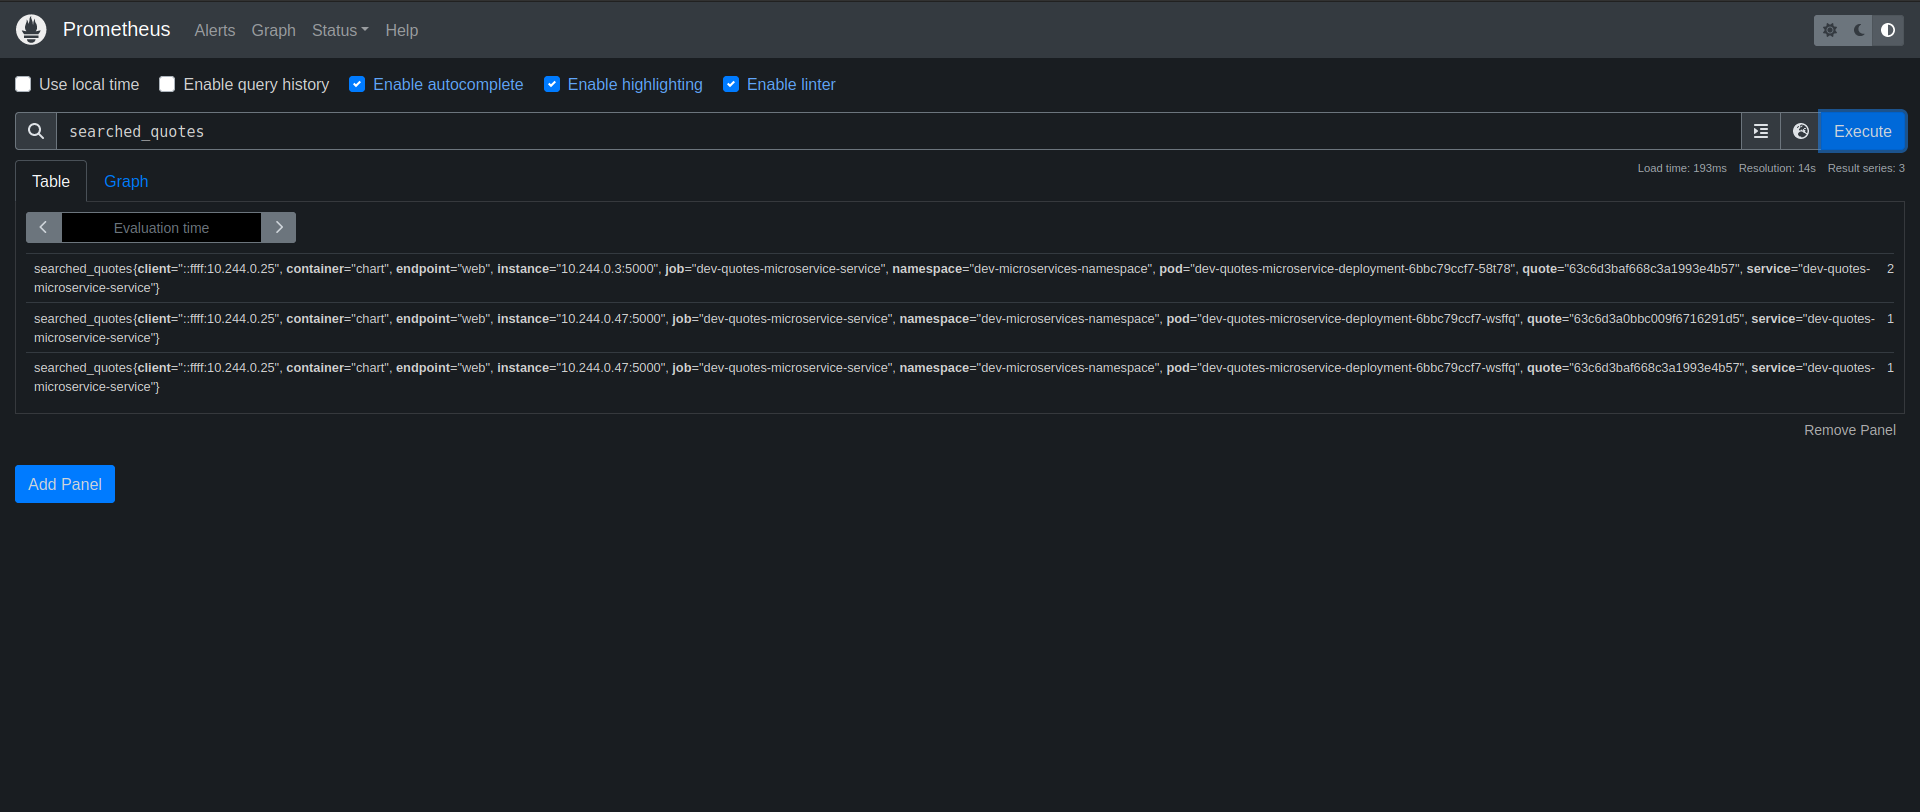 Prometheus Alerts Graph Status Help
Use local time Enable query history Enable autocomplete Enable highlighting Enable linter
searched_quotes Execute
Table Graph Load time: 193ms Resolution: 14s Result series: 3
Evaluation time
searched_quotes{client="::ffff:10.244.0.25", container="chart", endpoint="web", instance="10.244.0.3:5000", job="dev-quotes-microservice-service", namespace="dev-microservices-namespace", pod="dev-quotes-microservice-deployment-6bbc79ccf7-58t78", quote="63c6d3baf668c3a1993e4b57", service="dev-quotes- 2
microservice-service"}
searched_quotes{client="::ffff:10.244.0.25", container="chart", endpoint="web", instance="10.244.0.47:5000", job="dev-quotes-microservice-service", namespace="dev-microservices-namespace", pod="dev-quotes-microservice-deployment-6bbc79ccf7-wsffq", quote="63c6d3a0bbc009f6716291d5", service="dev-quotes- 1
microservice-service"}
searched_quotes{client="::ffff:10.244.0.25", container="chart", endpoint="web", instance="10.244.0.47:5000", job="dev-quotes-microservice-service", namespace="dev-microservices-namespace", pod="dev-quotes-microservice-deployment-6bbc79ccf7-wsffq", quote="63c6d3baf668c3a1993e4b57", service="dev-quotes- 1
microservice-service"}
Remove Panel
Add Panel